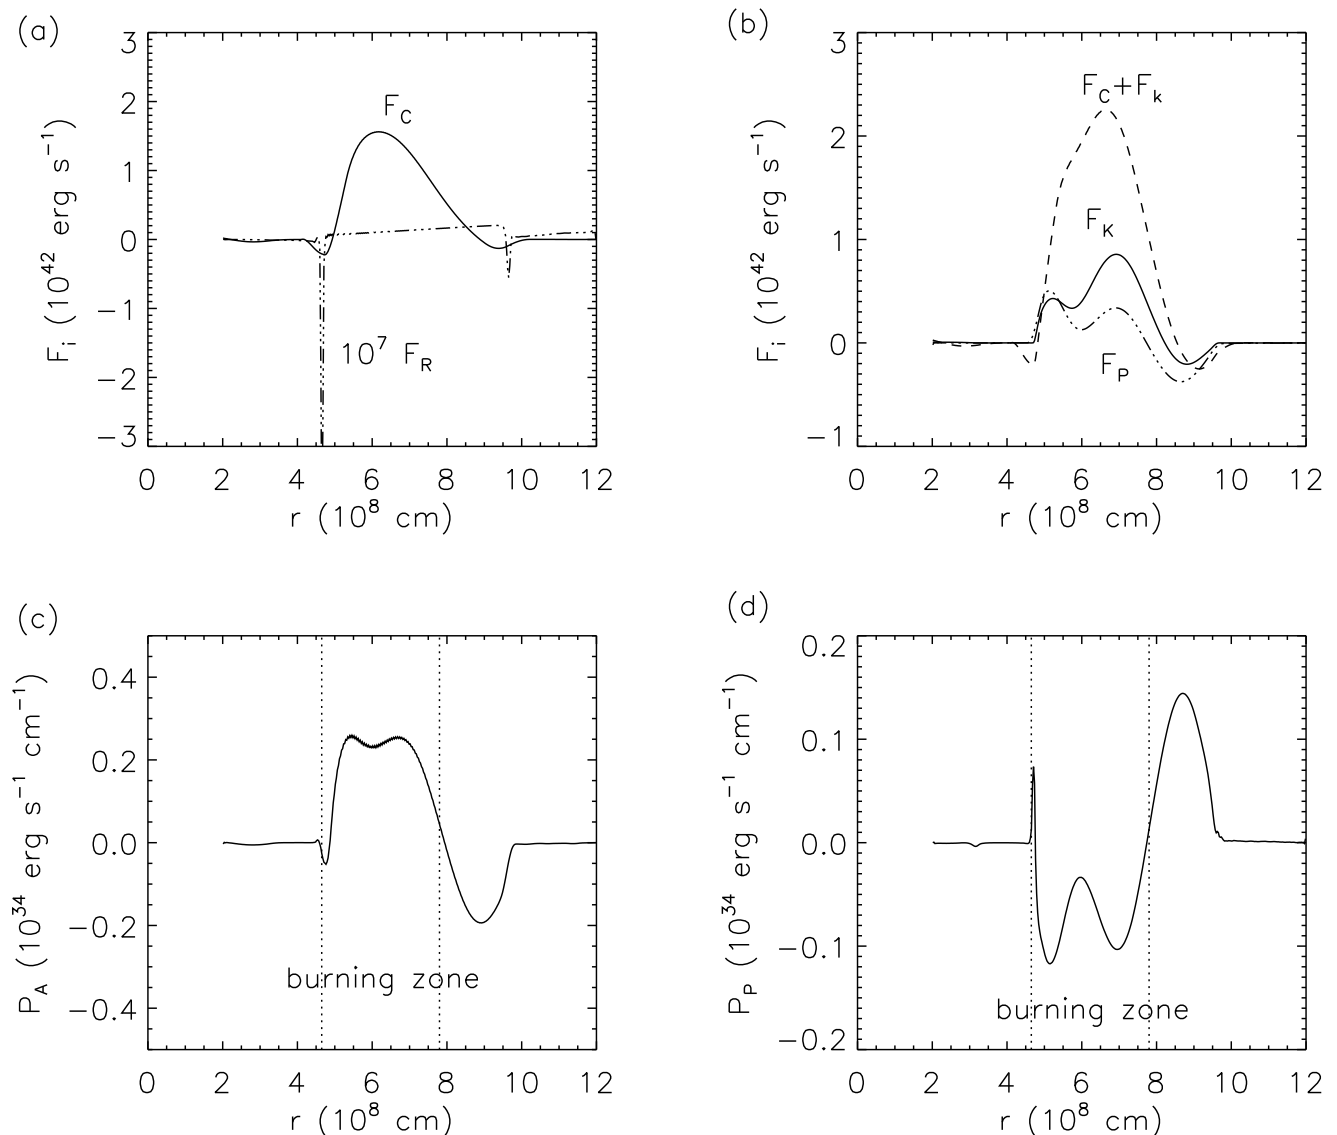 (a)
3
2
1
0
−1
−2
−3
F_i (10^42 erg s^−1)
F_C
10^7 F_R
0 2 4 6 8 10 12
r (10^8 cm)
(b)
3
2
1
0
−1
F_i (10^42 erg s^−1)
F_C+F_k
F_K
F_P
0 2 4 6 8 10 12
r (10^8 cm)
(c)
0.4
0.2
0.0
−0.2
−0.4
P_A (10^34 erg s^−1 cm^−1)
burning zone
0 2 4 6 8 10 12
r (10^8 cm)
(d)
0.2
0.1
0.0
−0.1
−0.2
P_P (10^34 erg s^−1 cm^−1)
burning zone
0 2 4 6 8 10 12
r (10^8 cm)